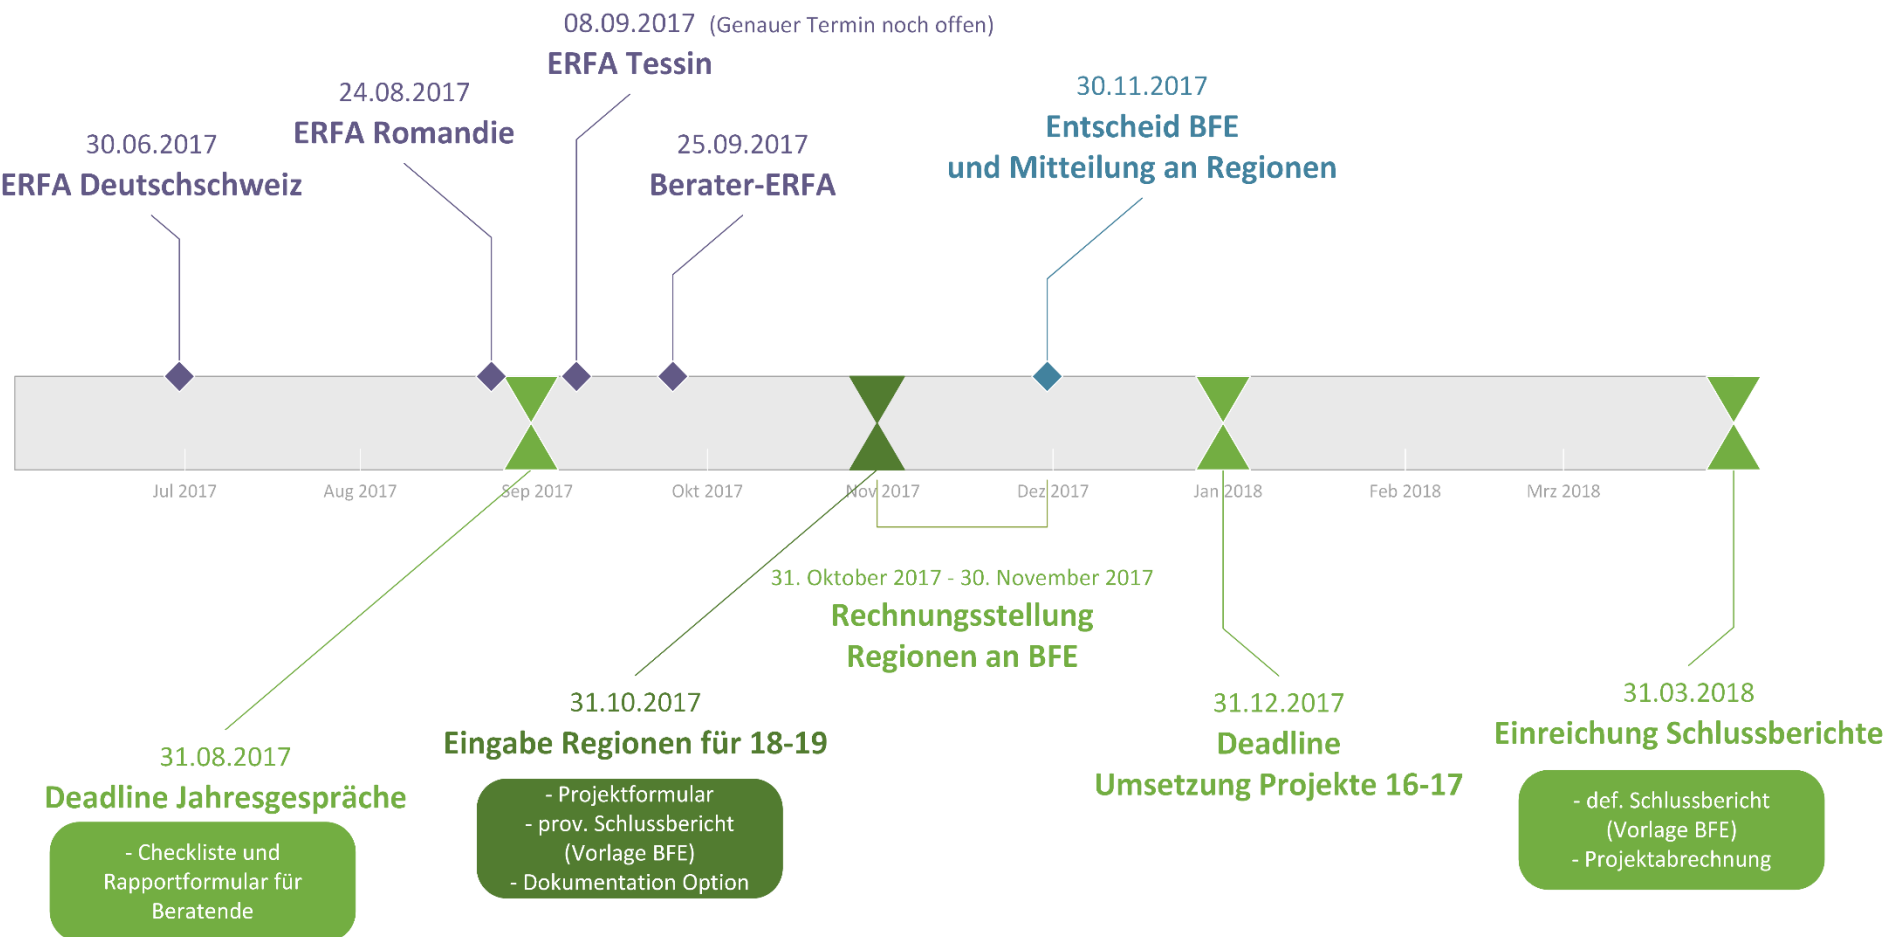 08.09.2017 (Genauer Termin noch offen)
ERFA Tessin
24.08.2017
ERFA Romandie
30.11.2017
Entscheid BFE
und Mitteilung an Regionen
30.06.2017
ERFA Deutschschweiz
25.09.2017
Berater-ERFA
Jul 2017
Aug 2017
Sep 2017
Okt 2017
Nov 2017
Dez 2017
Jan 2018
Feb 2018
Mrz 2018
31. Oktober 2017 - 30. November 2017
Rechnungsstellung
Regionen an BFE
31.08.2017
Deadline Jahresgespräche
- Checkliste und
Rapportformular für
Beratende
31.10.2017
Eingabe Regionen für 18-19
- Projektformular
- prov. Schlussbericht
(Vorlage BFE)
- Dokumentation Option
31.12.2017
Deadline
Umsetzung Projekte 16-17
31.03.2018
Einreichung Schlussberichte
- def. Schlussbericht
(Vorlage BFE)
- Projektabrechnung